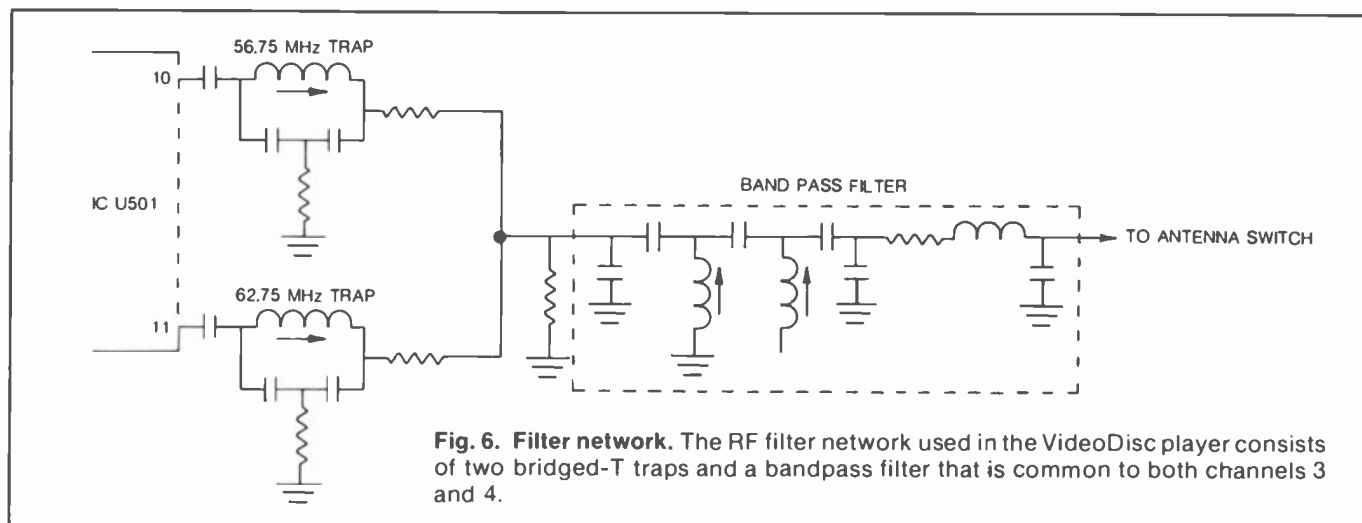 56.75 MHz TRAP
10
IC U501
BAND PASS FILTER
TO ANTENNA SWITCH
62.75 MHz TRAP
11
Fig. 6. Filter network. The RF filter network used in the VideoDisc player consists
of two bridged-T traps and a bandpass filter that is common to both channels 3
and 4.